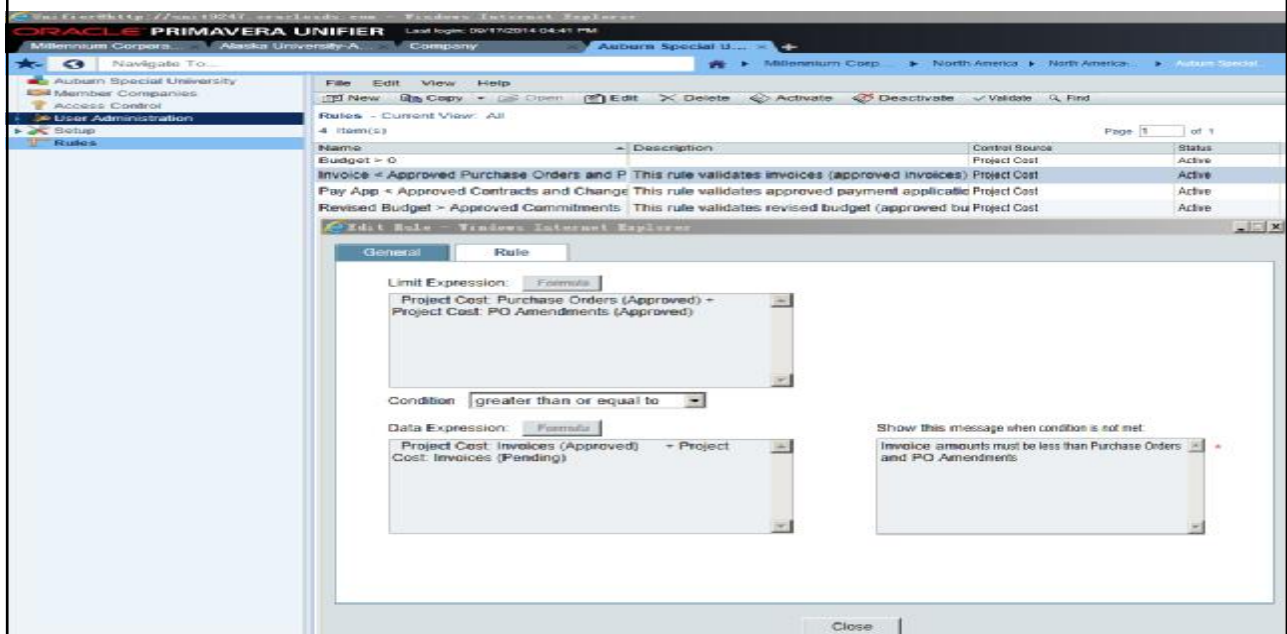 ORACLE PRIMAVERA UNIFIER Last login: 09/17/2014 04:41 PM
Millennium Corpora... Alaska University-A... Company Auburn Special U...
Navigate To... Millennium Corp... North America North America-... Auburn Special...
Auburn Special University
Member Companies
Access Control
User Administration
Setup
Rules
File Edit View Help
New Copy Open Edit Delete Activate Deactivate Validate Find
Rules - Current View: All
4 item(s) Page 1 of 1
Name Description Control Source Status
Budget > 0 Project Cost Active
Invoice < Approved Purchase Orders and P This rule validates invoices (approved invoices) Project Cost Active
Pay App < Approved Contracts and Change This rule validates approved payment applicatio Project Cost Active
Revised Budget > Approved Commitments This rule validates revised budget (approved bu Project Cost Active
Edit Rule - Windows Internet Explorer
General Rule
Limit Expression: Formula
Project Cost: Purchase Orders (Approved) +
Project Cost: PO Amendments (Approved)
Condition greater than or equal to
Data Expression: Formula Show this message when condition is not met:
Project Cost: Invoices (Approved) + Project
Cost: Invoices (Pending)
Invoice amounts must be less than Purchase Orders *
and PO Amendments
Close